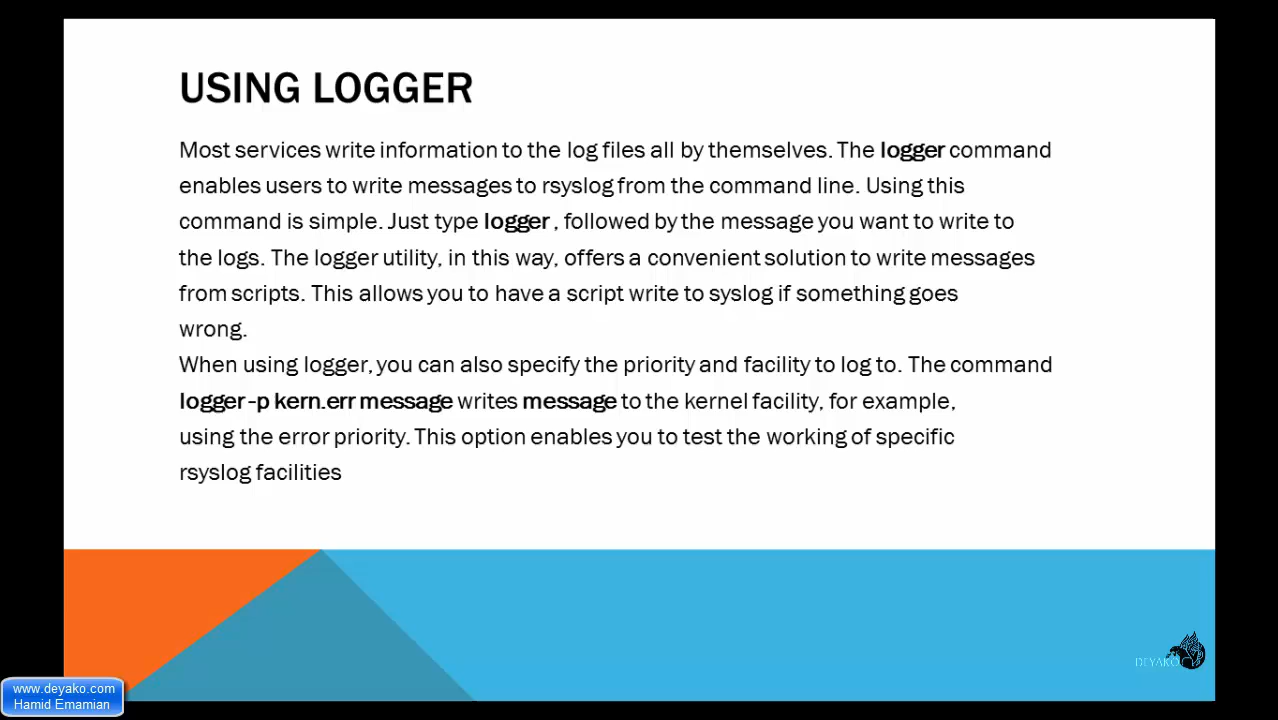 USING LOGGER
Most services write information to the log files all by themselves. The logger command
enables users to write messages to rsyslog from the command line. Using this
command is simple. Just type logger , followed by the message you want to write to
the logs. The logger utility, in this way, offers a convenient solution to write messages
from scripts. This allows you to have a script write to syslog if something goes
wrong.
When using logger, you can also specify the priority and facility to log to. The command
logger -p kern.err message writes message to the kernel facility, for example,
using the error priority. This option enables you to test the working of specific
rsyslog facilities
DEYAKO
www.deyako.com
Hamid Emamian